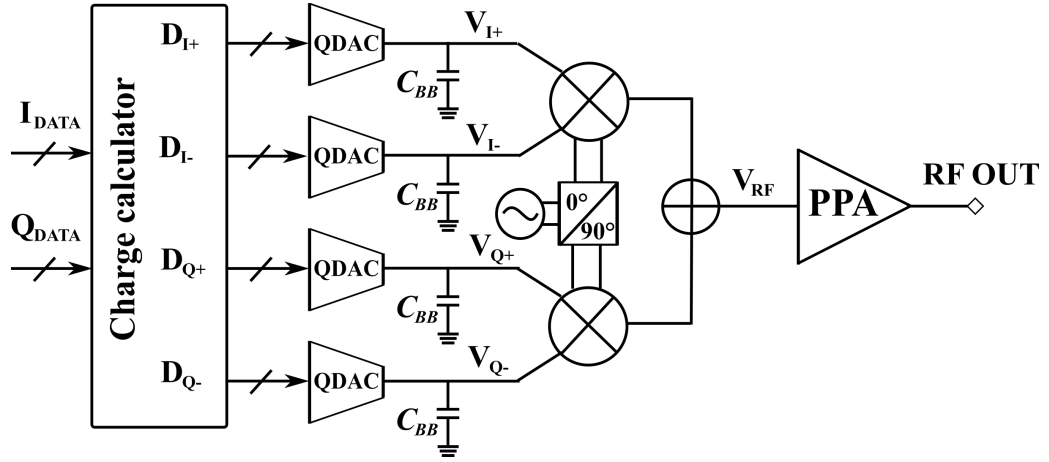 I_DATA
Q_DATA
Charge calculator
D_I+
QDAC
C_BB
V_I+
D_I-
QDAC
C_BB
V_I-
D_Q+
QDAC
C_BB
V_Q+
D_Q-
QDAC
C_BB
V_Q-
0°
90°
V_RF
PPA
RF OUT